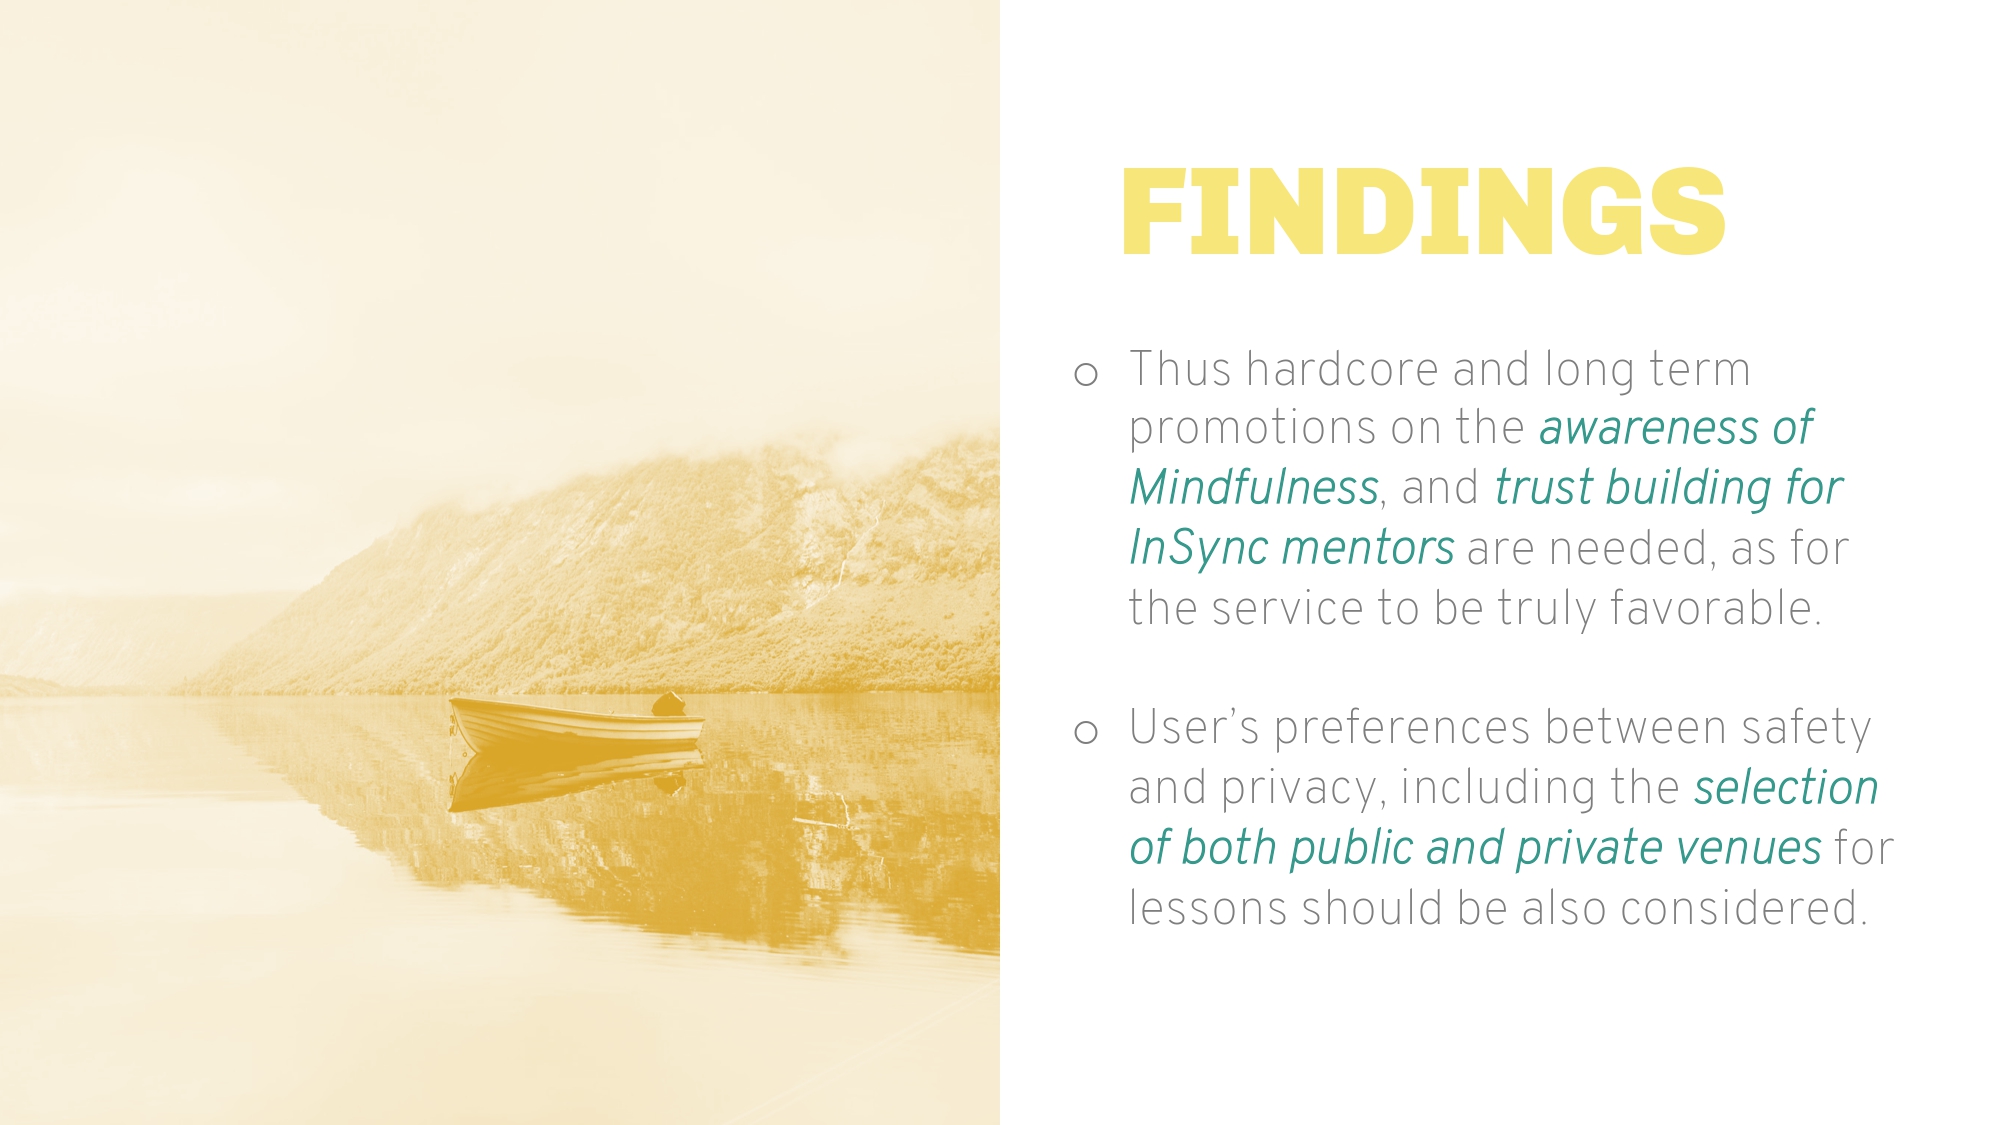 FINDINGS
○ Thus hardcore and long term
promotions on the awareness of
Mindfulness, and trust building for
InSync mentors are needed, as for
the service to be truly favorable.
○ User’s preferences between safety
and privacy, including the selection
of both public and private venues for
lessons should be also considered.